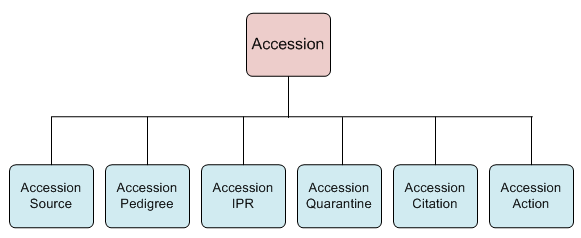 Accession
Accession
Source
Accession
Pedigree
Accession
IPR
Accession
Quarantine
Accession
Citation
Accession
Action